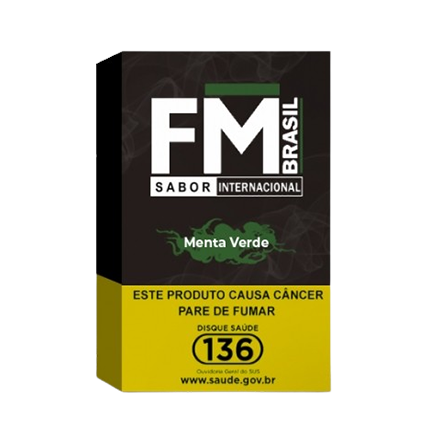 FM
BRASIL
SABOR INTERNACIONAL
Menta Verde
ESTE PRODUTO CAUSA CÂNCER
PARE DE FUMAR
DISQUE SAÚDE
136
Ouvidoria Geral do SUS
www.saude.gov.br